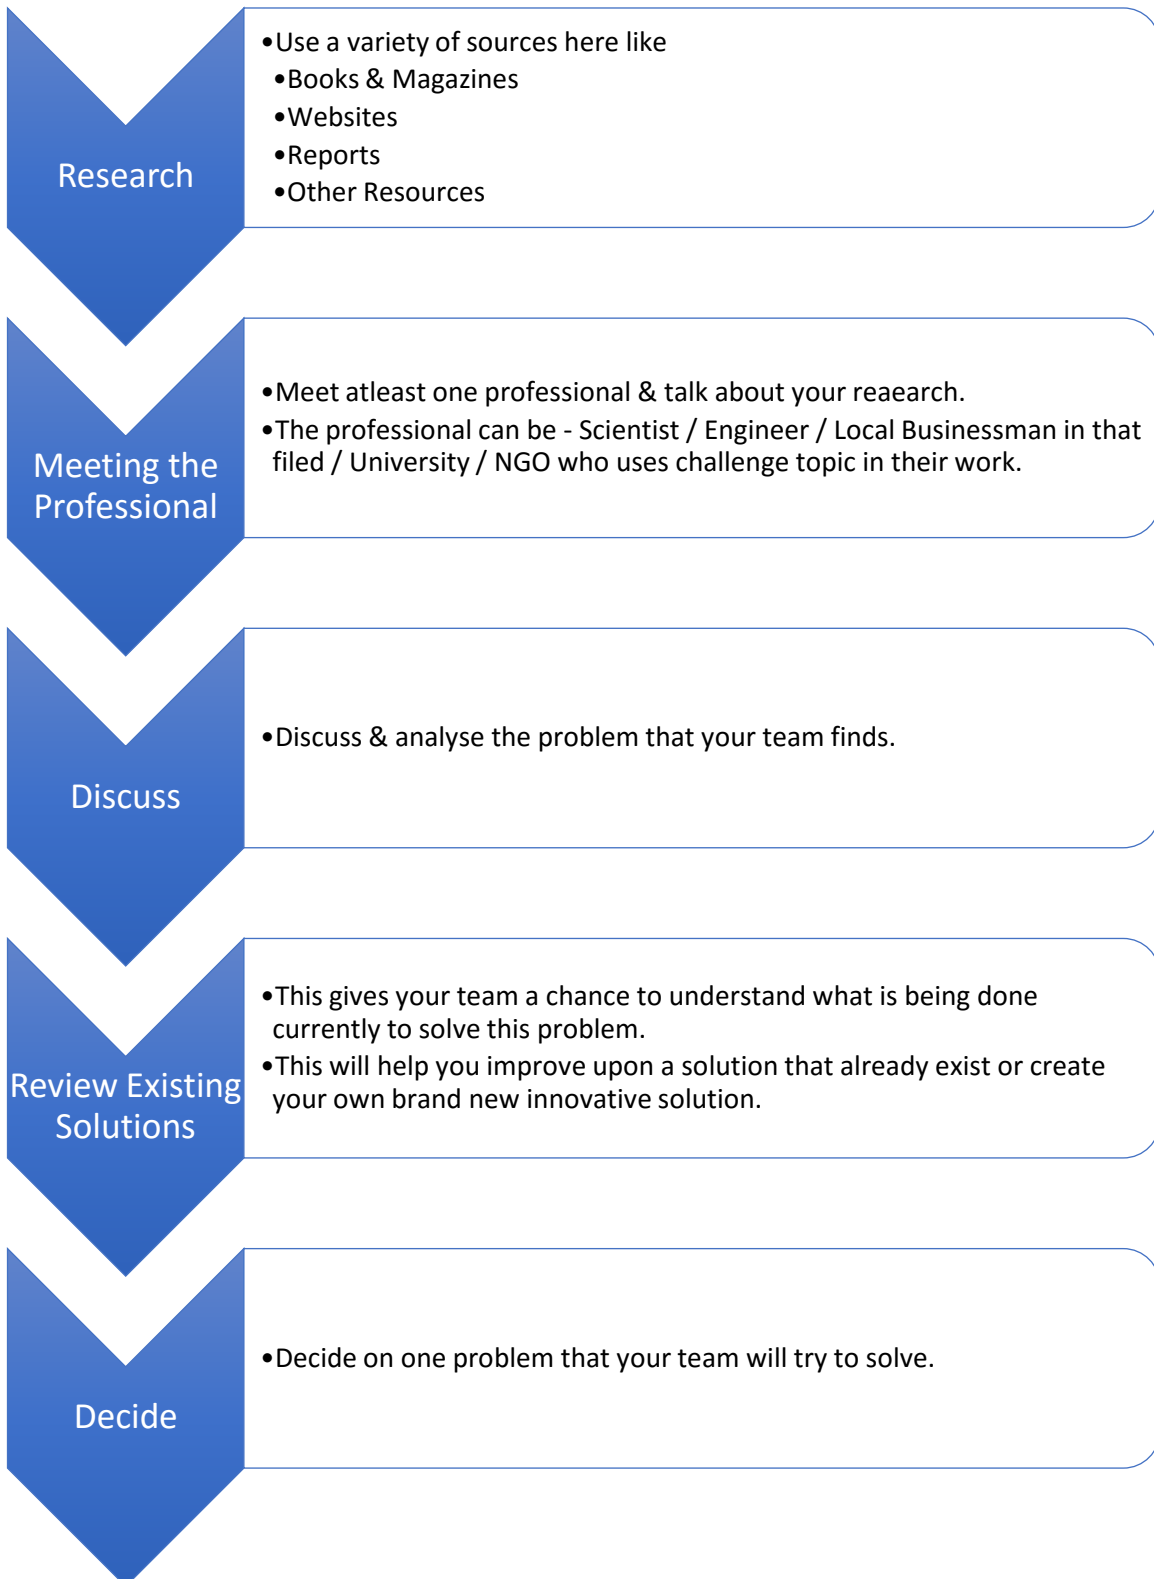 Research
•Use a variety of sources here like
•Books & Magazines
•Websites
•Reports
•Other Resources
Meeting the
Professional
•Meet atleast one professional & talk about your reaearch.
•The professional can be - Scientist / Engineer / Local Businessman in that
filed / University / NGO who uses challenge topic in their work.
Discuss
•Discuss & analyse the problem that your team finds.
Review Existing
Solutions
•This gives your team a chance to understand what is being done
currently to solve this problem.
•This will help you improve upon a solution that already exist or create
your own brand new innovative solution.
Decide
•Decide on one problem that your team will try to solve.